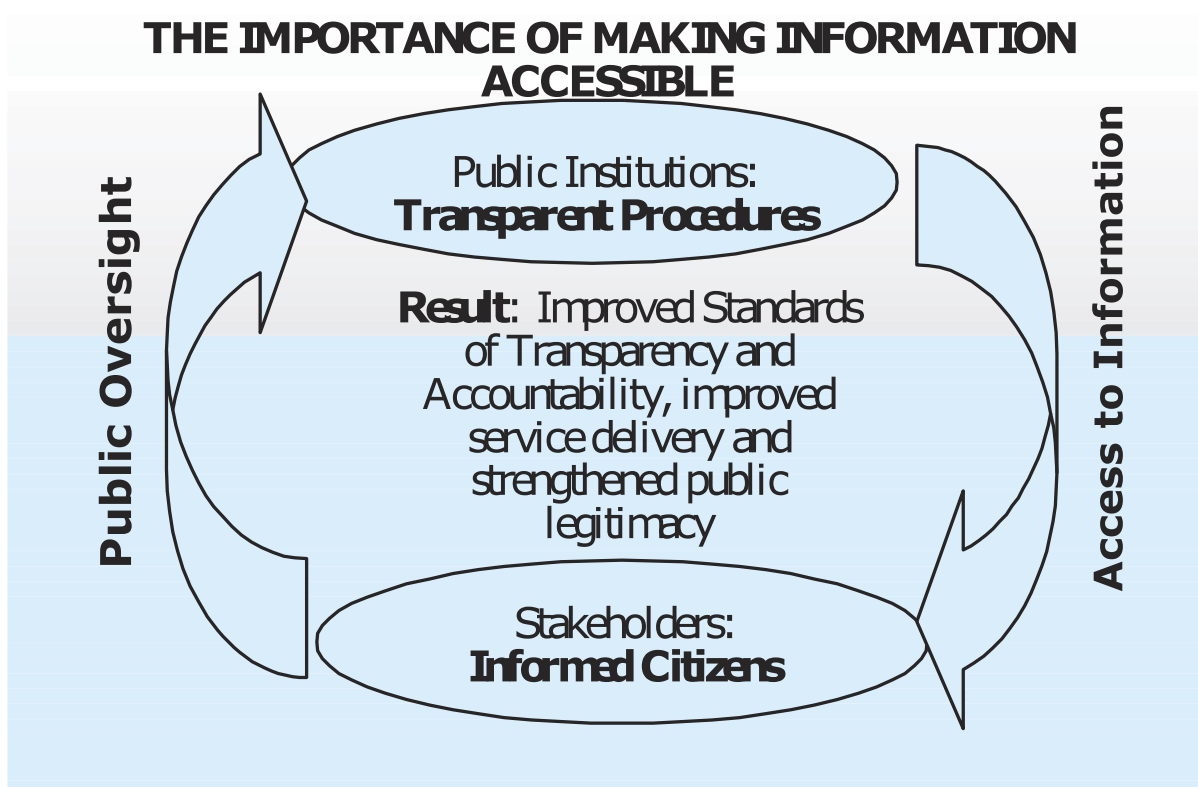 THE IMPORTANCE OF MAKING INFORMATION
ACCESSIBLE
Public Institutions:
Transparent Procedures
Public Oversight
Access to Information
Result:  Improved Standards
of Transparency and
Accountability, improved
service delivery and
strengthened public
legitimacy
Stakeholders:
Informed Citizens